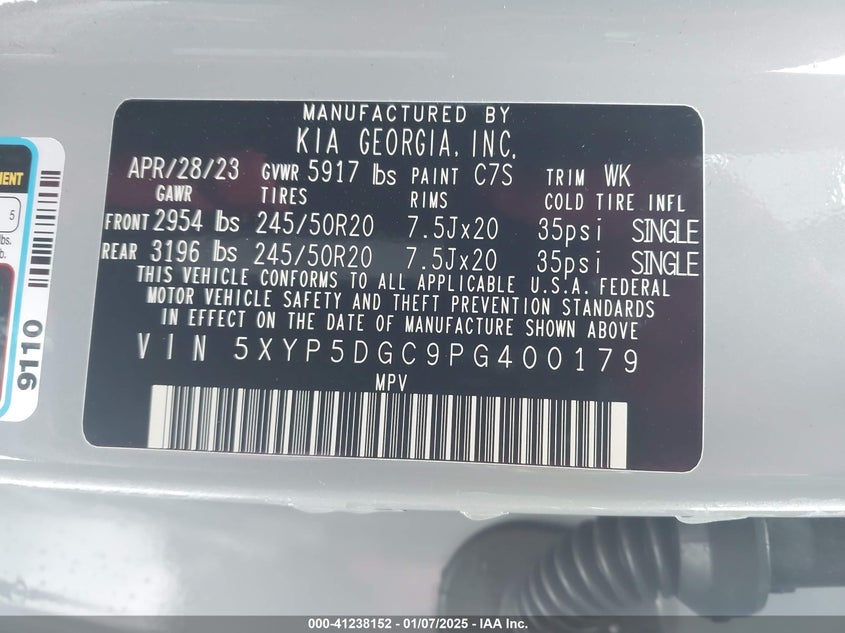 MANUFACTURED BY
KIA GEORGIA, INC.
APR/28/23 GVWR 5917 lbs PAINT C7S TRIM WK
GAWR TIRES RIMS COLD TIRE INFL
FRONT 2954 lbs 245/50R20 7.5Jx20 35psi SINGLE
REAR 3196 lbs 245/50R20 7.5Jx20 35psi SINGLE
THIS VEHICLE CONFORMS TO ALL APPLICABLE U.S.A. FEDERAL
MOTOR VEHICLE SAFETY AND THEFT PREVENTION STANDARDS
IN EFFECT ON THE DATE OF MANUFACTURE SHOWN ABOVE
VIN 5XYP5DGC9PG400179
MPV
5
lbs.
b.
9110
000-41238152 - 01/07/2025 - IAA Inc.